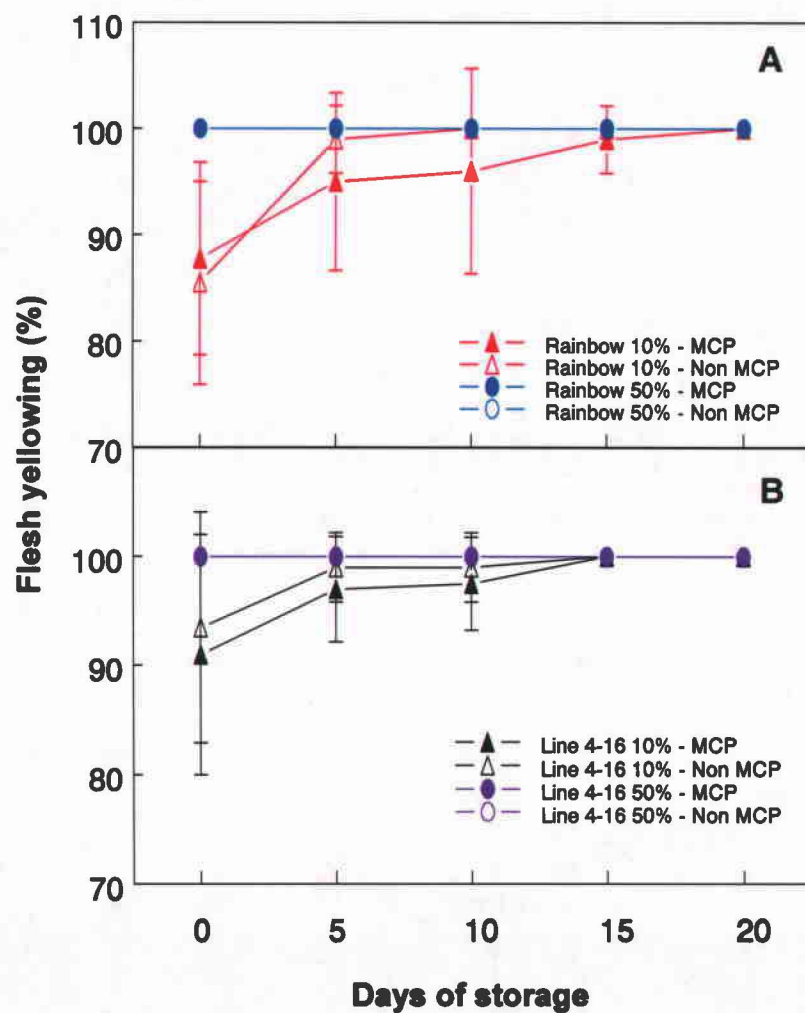 110
A
100
90
80
70
Rainbow 10% - MCP
Rainbow 10% - Non MCP
Rainbow 50% - MCP
Rainbow 50% - Non MCP
Flesh yellowing (%)
B
100
90
80
70
Line 4-16 10% - MCP
Line 4-16 10% - Non MCP
Line 4-16 50% - MCP
Line 4-16 50% - Non MCP
0 5 10 15 20
Days of storage